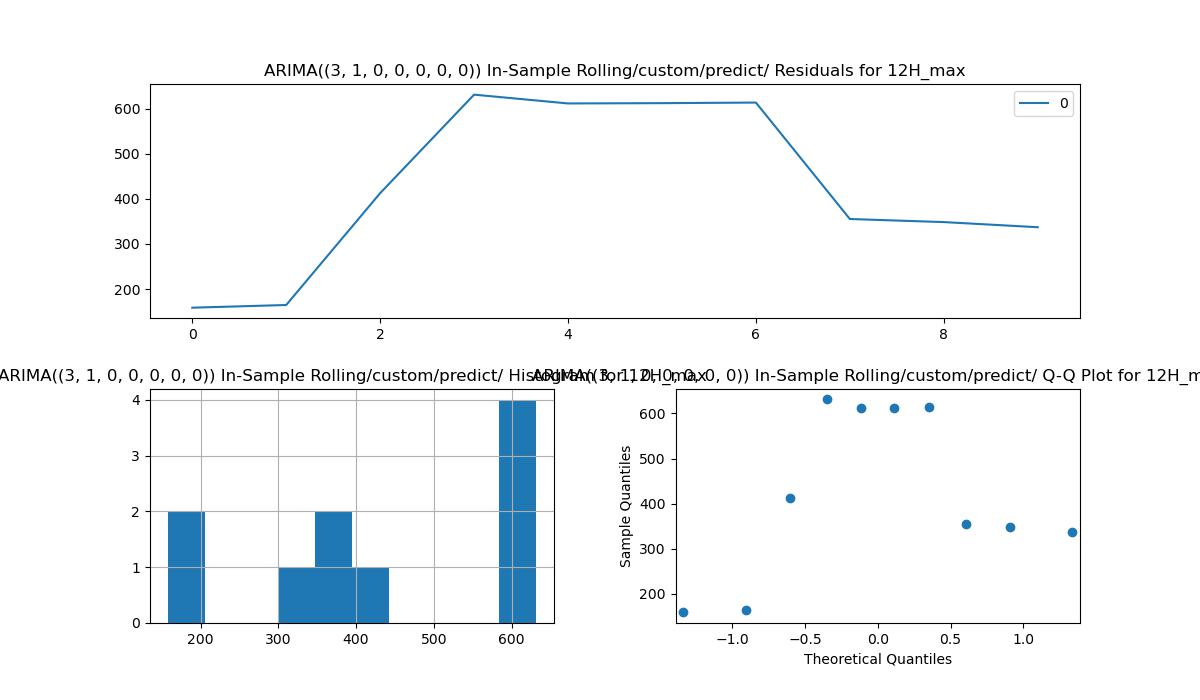 ARIMA((3, 1, 0, 0, 0, 0, 0)) In-Sample Rolling/custom/predict/ Residuals for 12H_max
0
600
500
400
300
200
0 2 4 6 8
ARIMA((3, 1, 0, 0, 0, 0, 0)) In-Sample Rolling/custom/predict/ Histogram for 12H_max
4
3
2
1
0
200 300 400 500 600
ARIMA((3, 1, 0, 0, 0, 0, 0)) In-Sample Rolling/custom/predict/ Q-Q Plot for 12H_m
Sample Quantiles
600
500
400
300
200
−1.0 −0.5 0.0 0.5 1.0
Theoretical Quantiles